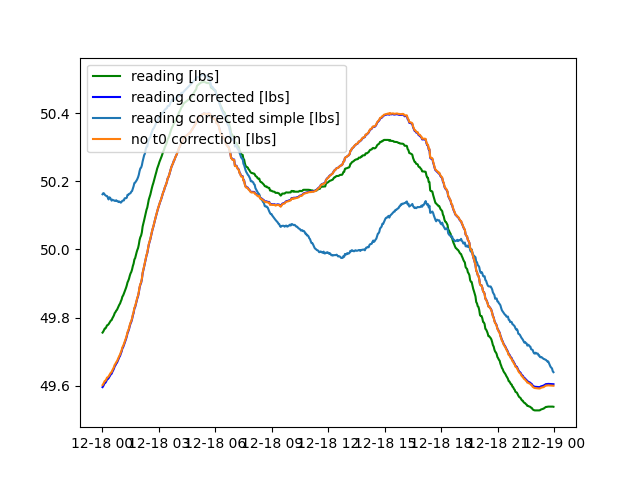 reading [lbs]
reading corrected [lbs]
reading corrected simple [lbs]
no t0 correction [lbs]
50.4
50.2
50.0
49.8
49.6
12-18 00 12-18 03 12-18 06 12-18 09 12-18 12 12-18 15 12-18 18 12-18 21 12-19 00